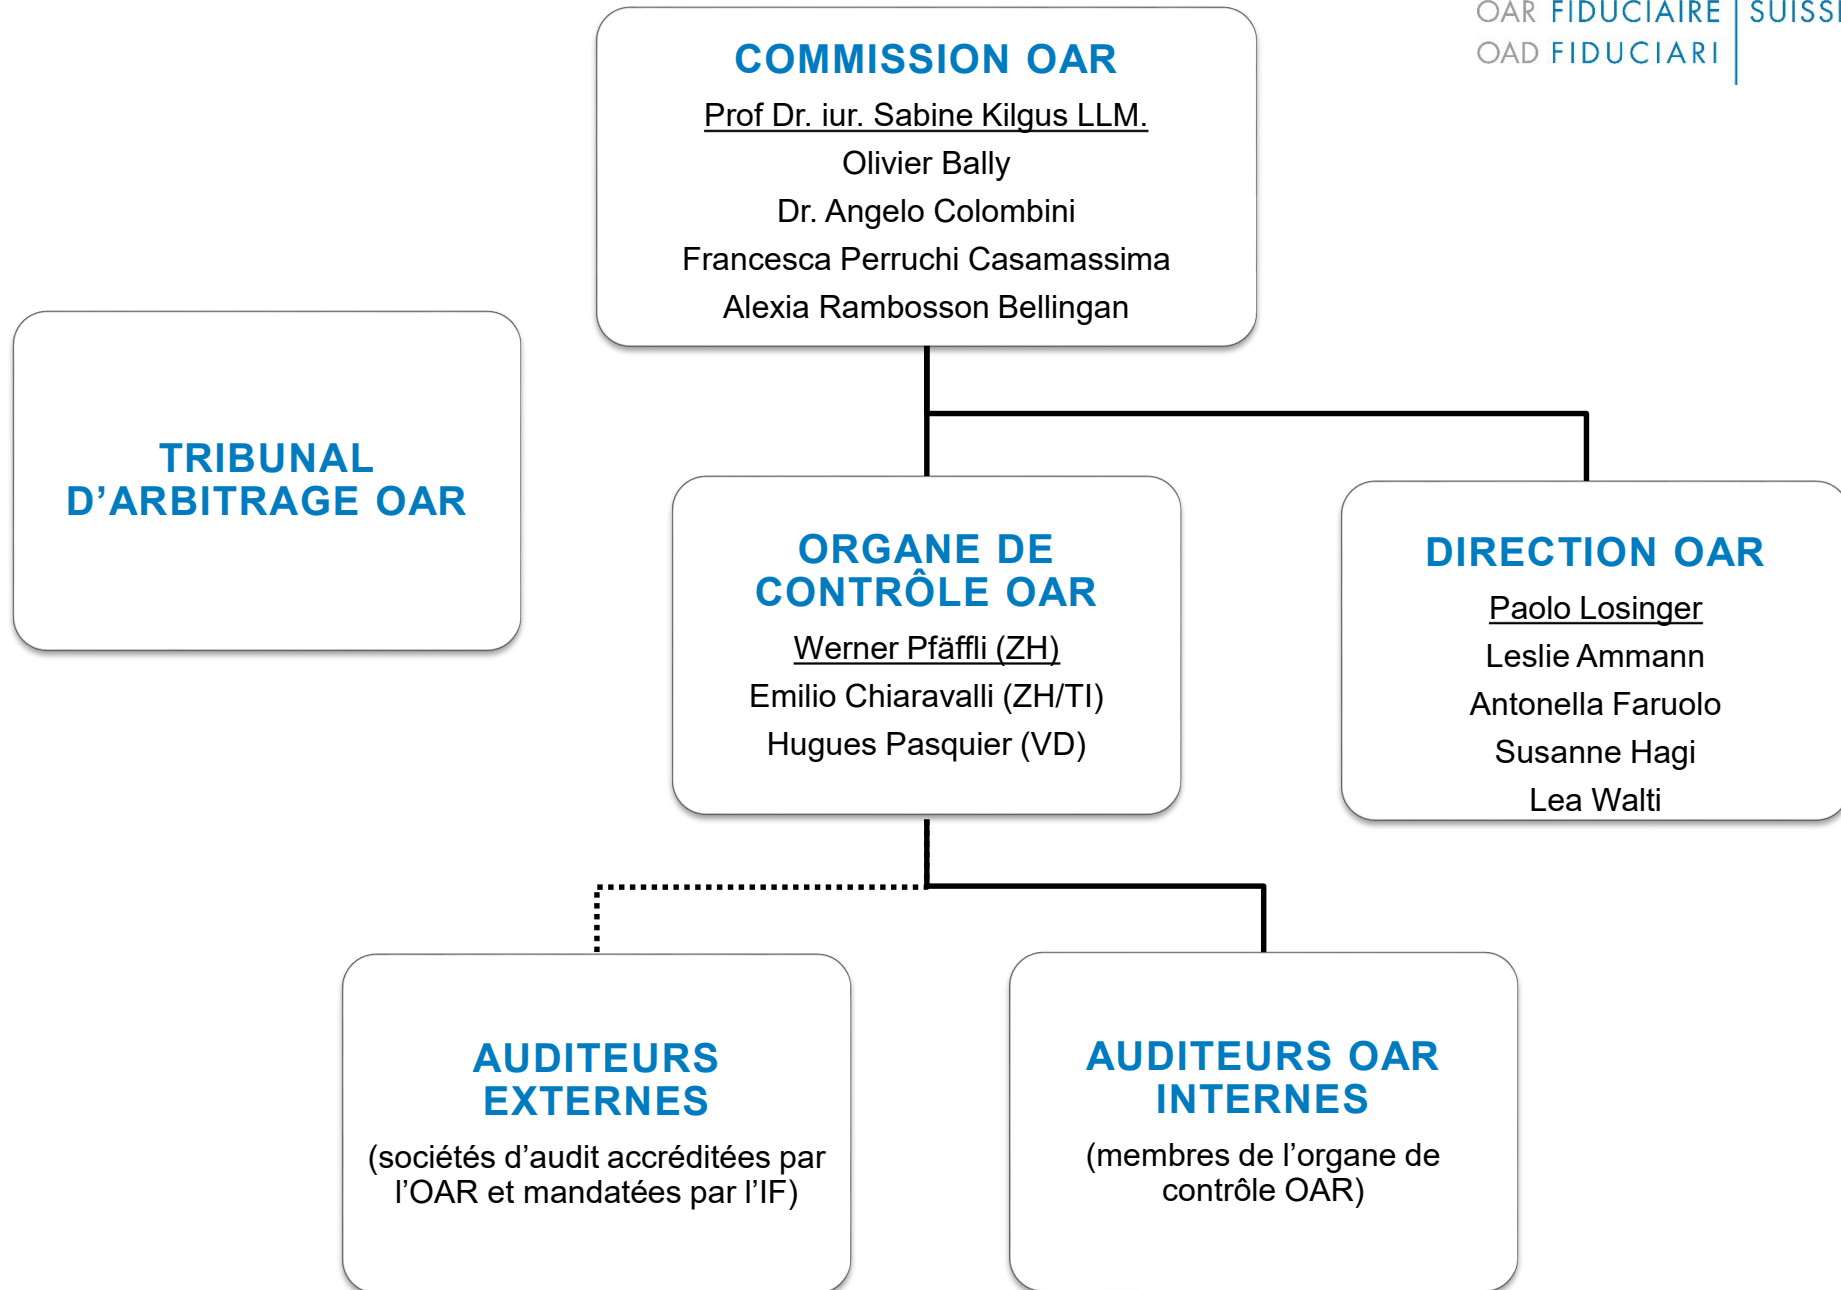 OAR FIDUCIAIRE SUISSE
OAD FIDUCIARI
COMMISSION OAR
Prof Dr. iur. Sabine Kilgus LLM.
Olivier Bally
Dr. Angelo Colombini
Francesca Perruchi Casamassima
Alexia Rambosson Bellingan
TRIBUNAL
D’ARBITRAGE OAR
ORGANE DE
CONTRÔLE OAR
Werner Pfäffli (ZH)
Emilio Chiaravalli (ZH/TI)
Hugues Pasquier (VD)
DIRECTION OAR
Paolo Losinger
Leslie Ammann
Antonella Faruolo
Susanne Hagi
Lea Walti
AUDITEURS
EXTERNES
(sociétés d’audit accréditées par
l’OAR et mandatées par l’IF)
AUDITEURS OAR
INTERNES
(membres de l’organe de
contrôle OAR)